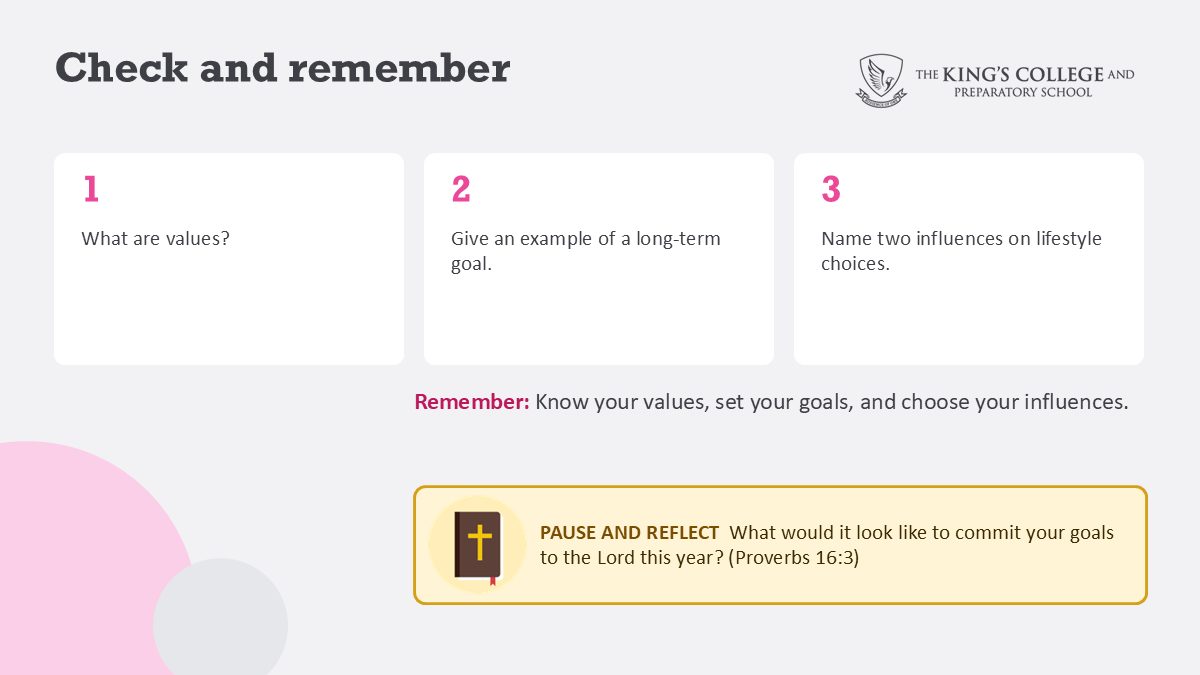 Check and remember
THE KING'S COLLEGE AND
PREPARATORY SCHOOL
1
What are values?
2
Give an example of a long-term
goal.
3
Name two influences on lifestyle
choices.
Remember: Know your values, set your goals, and choose your influences.
PAUSE AND REFLECT What would it look like to commit your goals
to the Lord this year? (Proverbs 16:3)